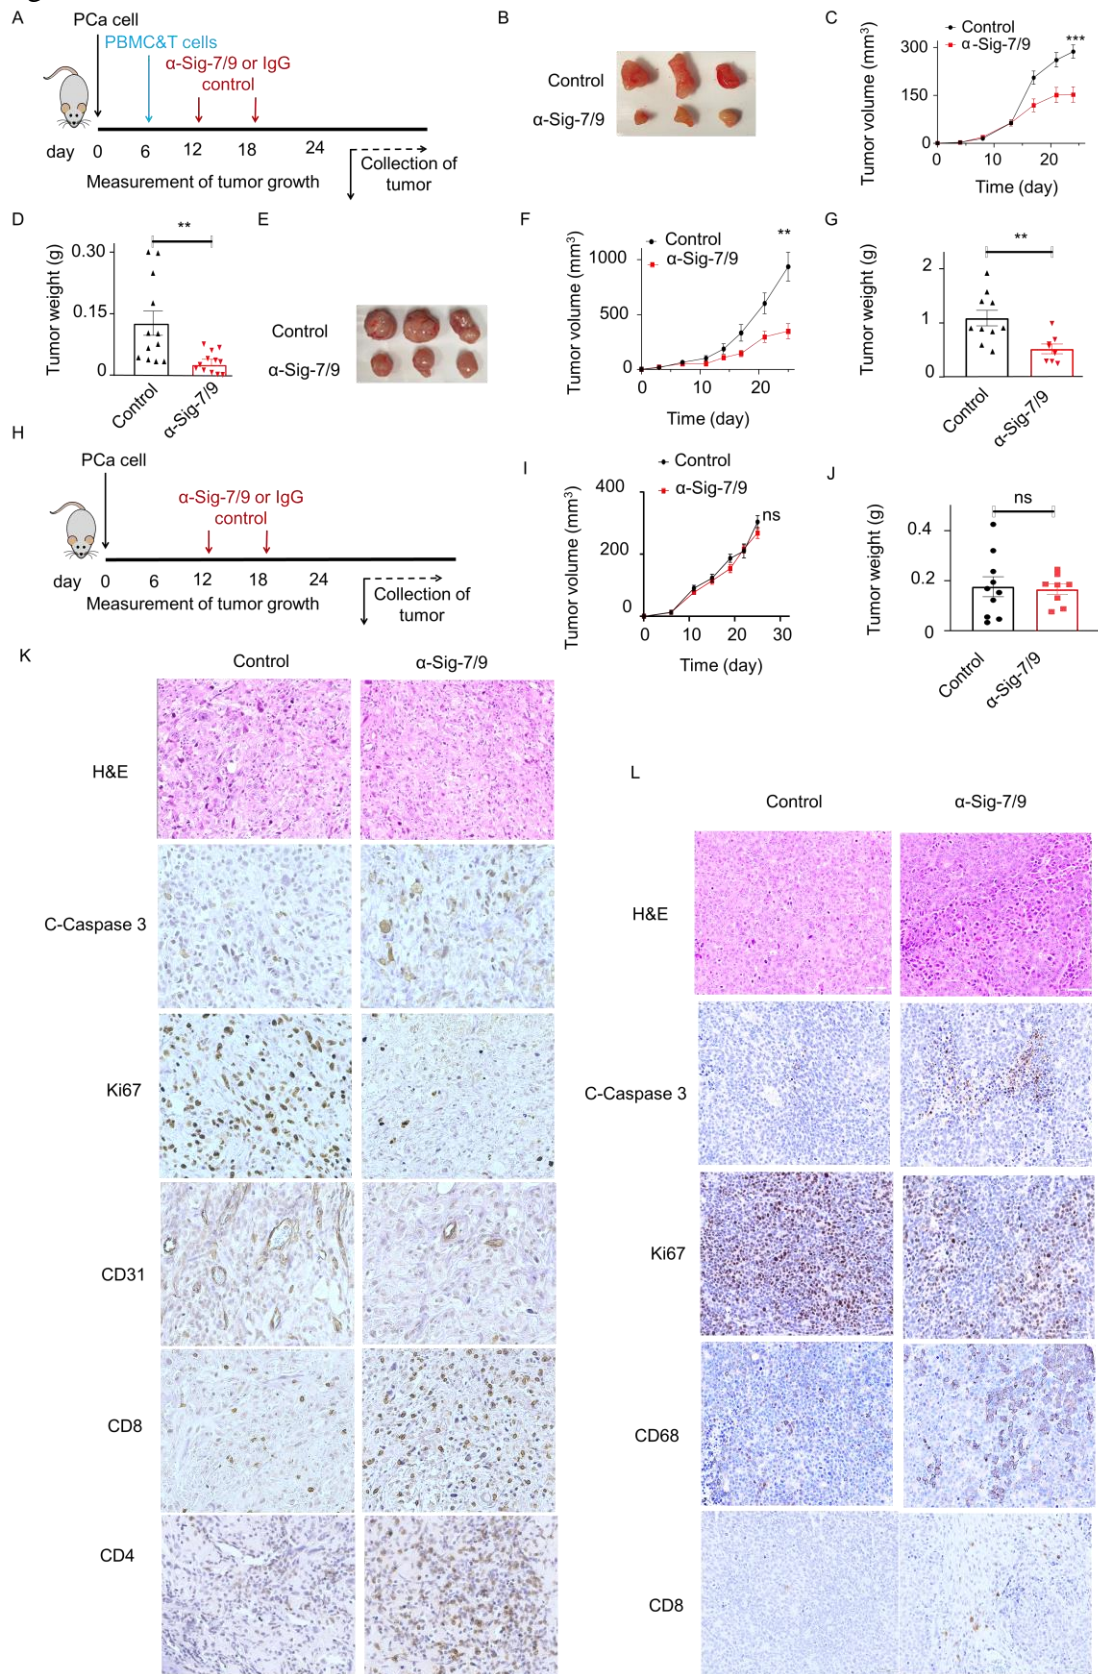 A
PCa cell
PBMC&T cells
α-Sig-7/9 or IgG
control
day
0 6 12 18 24
Measurement of tumor growth
Collection of
tumor
B
Control
α-Sig-7/9
C
Control
α-Sig-7/9
***
Tumor volume (mm³)
300
150
0
0 10 20
Time (day)
D
**
Tumor weight (g)
0.30
0.15
0
Control
α-Sig-7/9
E
Control
α-Sig-7/9
F
Control
α-Sig-7/9
**
Tumor volume (mm³)
1000
500
0
0 10 20
Time (day)
G
**
Tumor weight (g)
2
1
0
Control
α-Sig-7/9
H
PCa cell
α-Sig-7/9 or IgG
control
day
0 6 12 18 24
Measurement of tumor growth
Collection of
tumor
I
Control
α-Sig-7/9
ns
Tumor volume (mm³)
400
200
0
0 10 20 30
Time (day)
J
ns
Tumor weight (g)
0.4
0.2
0
Control
α-Sig-7/9
K
Control α-Sig-7/9
H&E
C-Caspase 3
Ki67
CD31
CD8
CD4
L
Control α-Sig-7/9
H&E
C-Caspase 3
Ki67
CD68
CD8